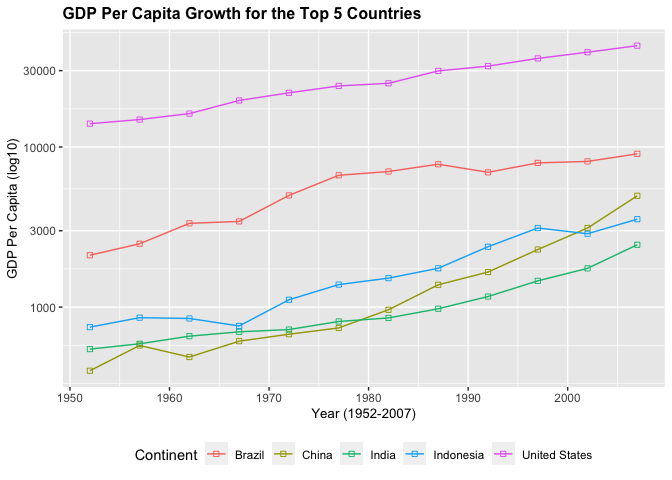 GDP Per Capita Growth for the Top 5 Countries
GDP Per Capita (log10)
30000
10000
3000
1000
1950 1960 1970 1980 1990 2000
Year (1952-2007)
Continent Brazil China India Indonesia United States